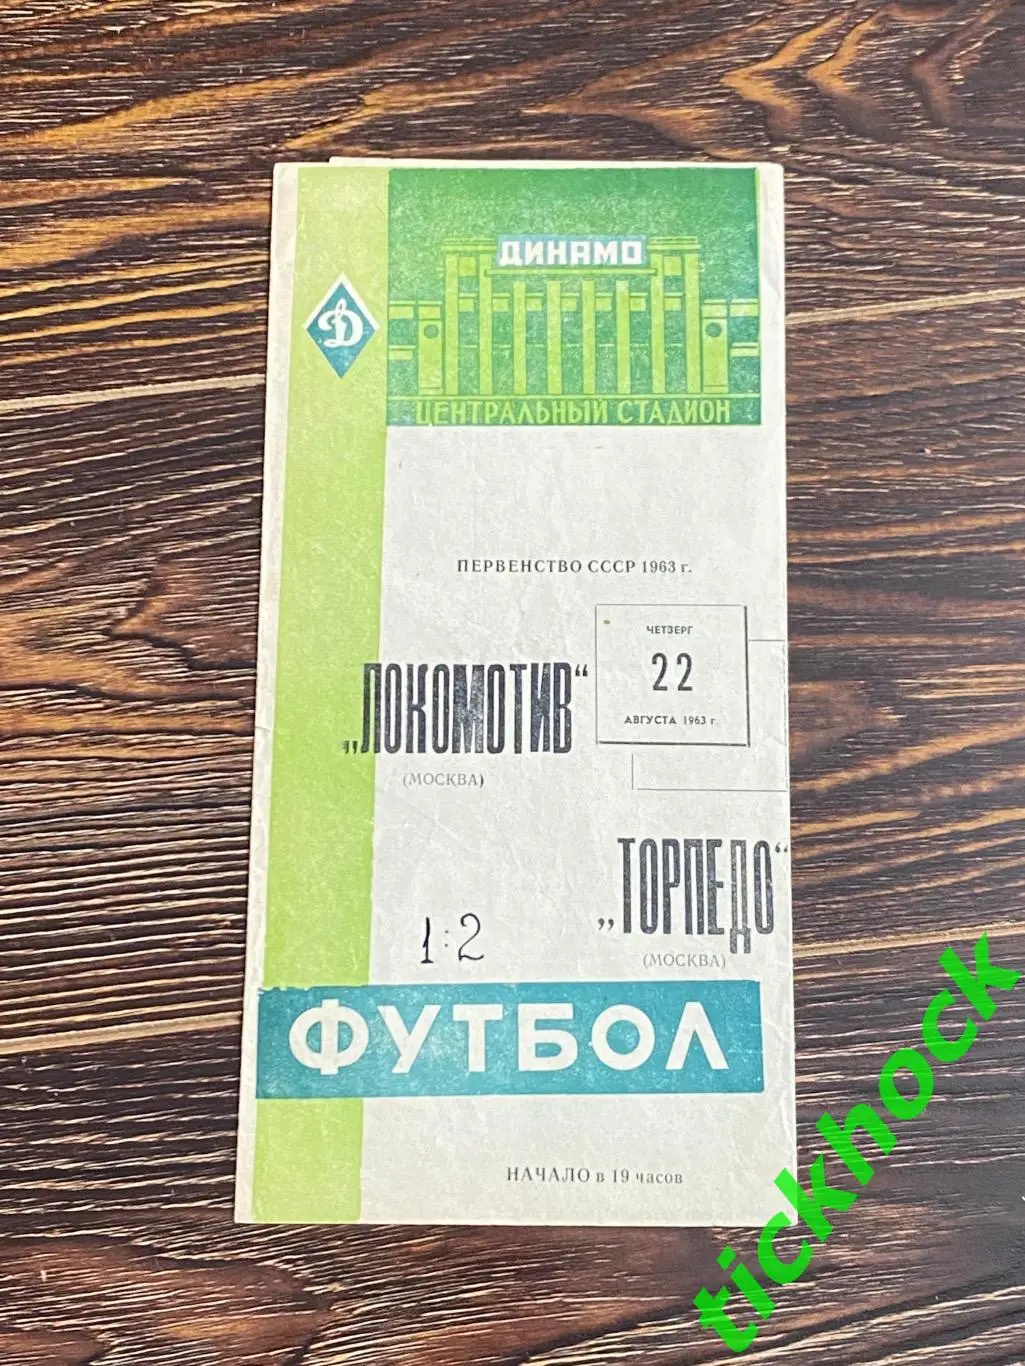 ДИНАМО
Д
ЦЕНТРАЛЬНЫЙ СТАДИОН
ПЕРВЕНСТВО СССР 1963 г.
ЧЕТВЕРГ
22
АВГУСТА 1963 г.
„ЛОКОМОТИВ“
(МОСКВА)
„ТОРПЕДО“
(МОСКВА)
1:2
ФУТБОЛ
НАЧАЛО в 19 часов
tickhock